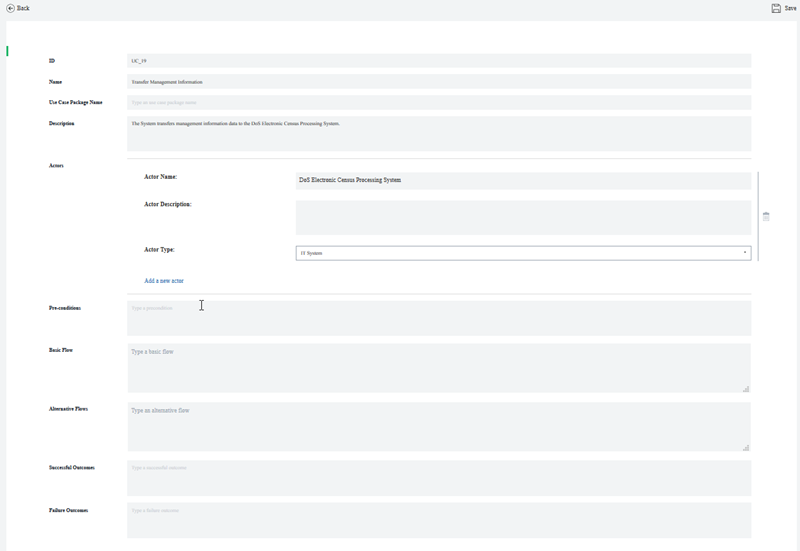 Back
Save
ID
UC_19
Name
Transfer Management Information
Use Case Package Name
Type in use case package name
Description
The System transfers management information data to the DoS Electronic Census Processing System.
Actors
Actor Name:
DoS Electronic Census Processing System
Actor Description:
Actor Type:
IT System
Add a new actor
Pre-conditions
Type a precondition
Basic Flow
Type a basic flow
Alternative Flows
Type an alternative flow
Successful Outcomes
Type a successful outcome
Failure Outcomes
Type a failure outcome